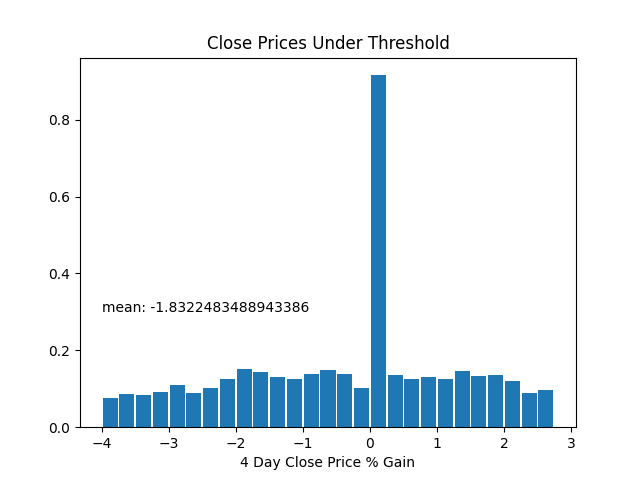 Close Prices Under Threshold
0.8
0.6
0.4
mean: -1.8322483488943386
0.2
0.0
−4 −3 −2 −1 0 1 2 3
4 Day Close Price % Gain